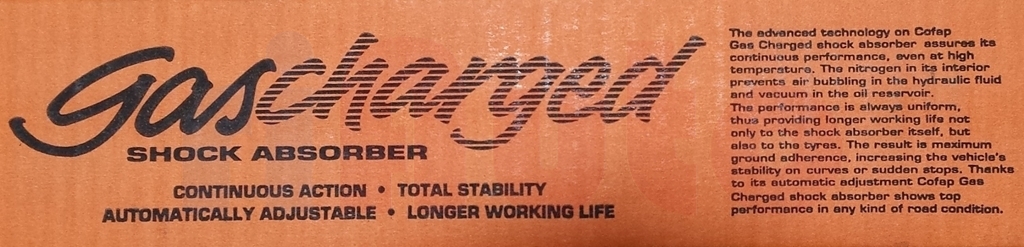 Gascharged
SHOCK ABSORBER
CONTINUOUS ACTION • TOTAL STABILITY
AUTOMATICALLY ADJUSTABLE • LONGER WORKING LIFE
The advanced technology on Cofap
Gas Charged shock absorber assures its
continuous performance, even at high
temperature. The nitrogen in its interior
prevents air bubbling in the hydraulic fluid
and vacuum in the oil reservoir.
The performance is always uniform,
thus providing longer working life not
only to the shock absorber itself, but
also to the tyres. The result is maximum
ground adherence, increasing the vehicle's
stability on curves or sudden stops. Thanks
to its automatic adjustment Cofap Gas
Charged shock absorber shows top
performance in any kind of road condition.